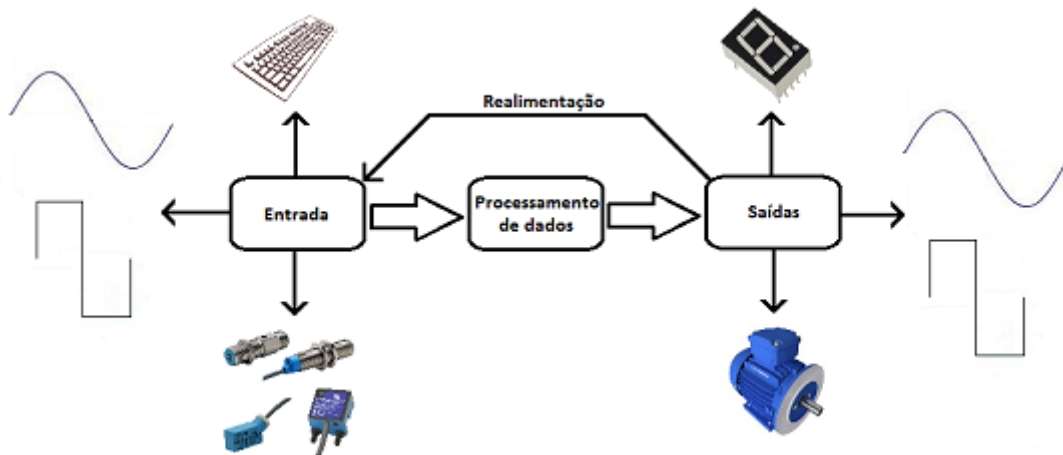 Realimentação
Entrada
Processamento
de dados
Saídas